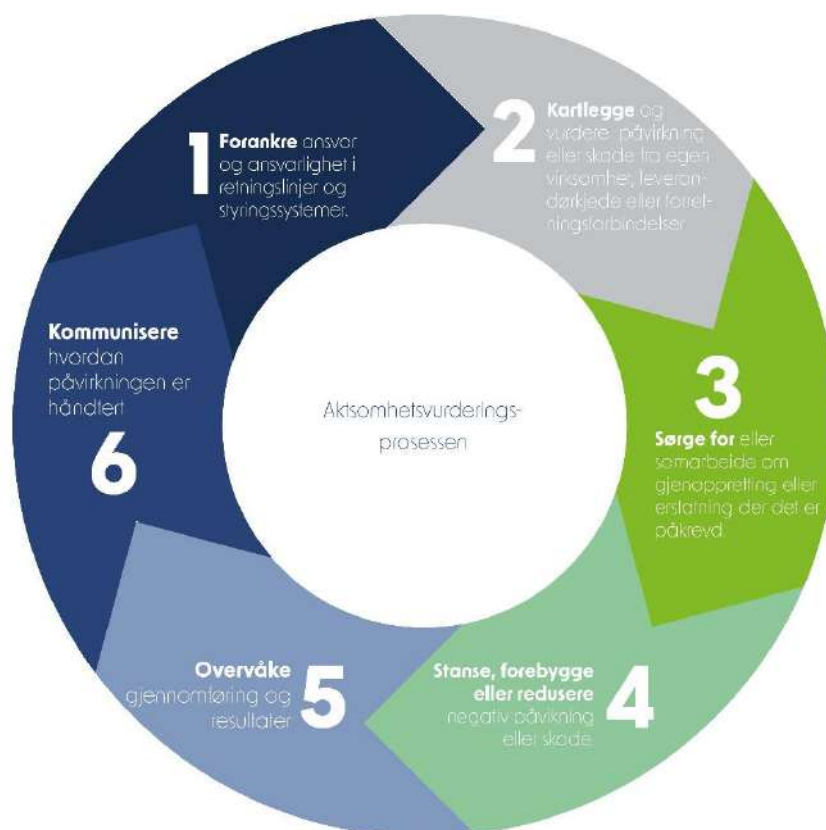 1
Forankre ansvar
og ansvarlighet i
retningslinjer og
styringssystemer.
2
Kartlegge og
vurdere påvirkning
eller skade fra egen
virksomhet, leveran-
dørkjede eller forret-
ningsforbindelser
3
Sørge for eller
samarbeide om
gjenoppretting eller
erstatning der det er
påkrevd.
Stanse, forebygge
eller redusere
negativ påvikning
eller skade
4
Overvåke
gjennomføring og
resultater
5
Kommunisere
hvordan
påvirkningen er
håndtert
6
Aktsomhetsvurderings-
prosessen